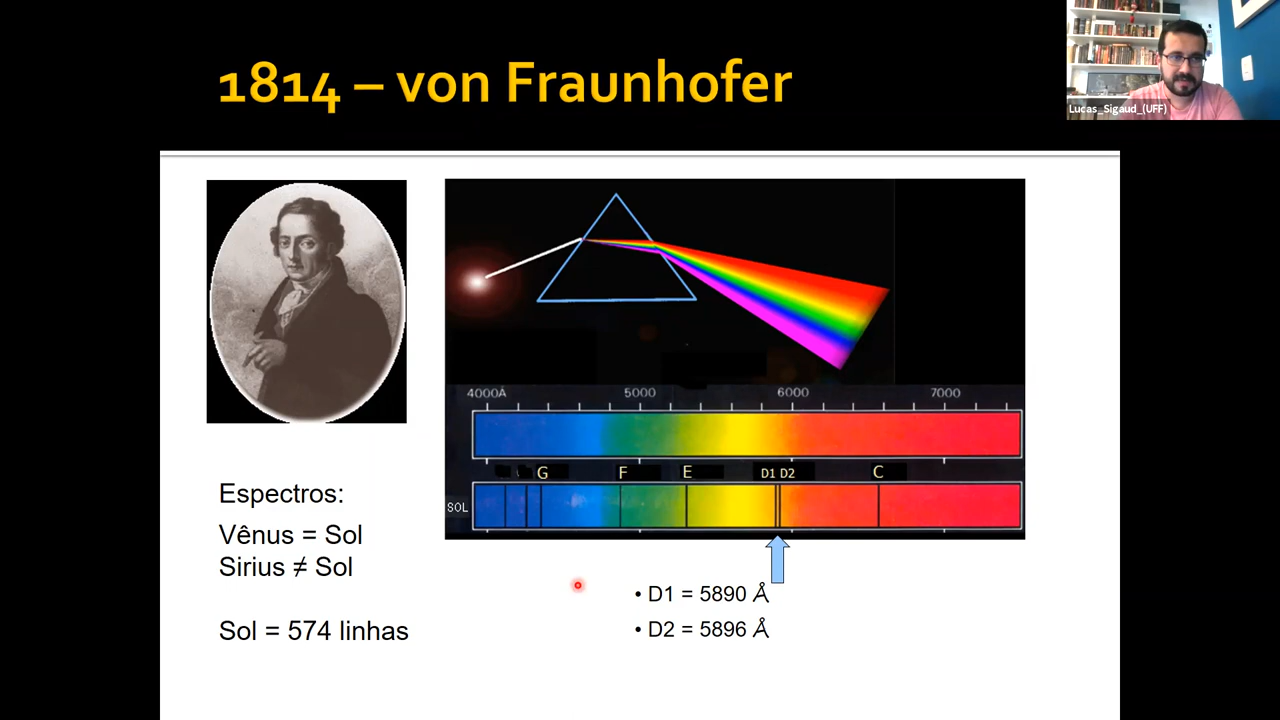 1814 – von Fraunhofer
Lucas_Sigaud_(UFF)
4000Å 5000 6000 7000
G F E D1 D2 C
SOL
Espectros:
Vênus = Sol
Sirius ≠ Sol
Sol = 574 linhas
• D1 = 5890 Å
• D2 = 5896 Å